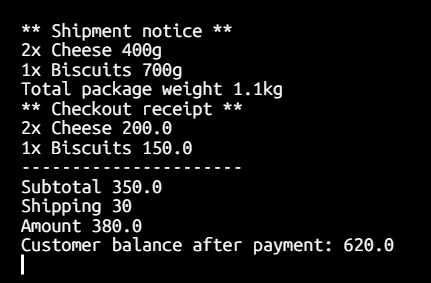 ** Shipment notice **
2x Cheese 400g
1x Biscuits 700g
Total package weight 1.1kg
** Checkout receipt **
2x Cheese 200.0
1x Biscuits 150.0
----------------------
Subtotal 350.0
Shipping 30
Amount 380.0
Customer balance after payment: 620.0